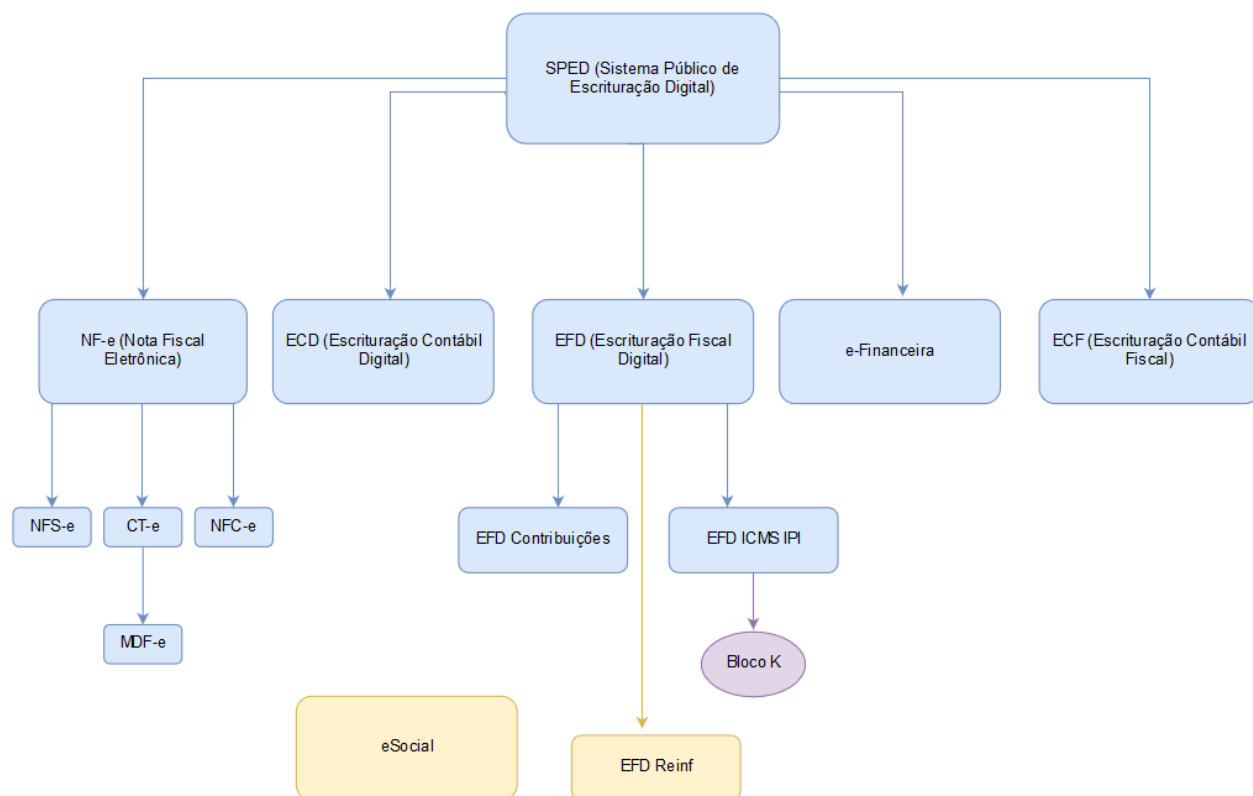 SPED (Sistema Público de
Escrituração Digital)
NF-e (Nota Fiscal
Eletrônica)
ECD (Escrituração Contábil
Digital)
EFD (Escrituração Fiscal
Digital)
e-Financeira
ECF (Escrituração Contábil
Fiscal)
NFS-e
CT-e
NFC-e
EFD Contribuições
EFD ICMS IPI
MDF-e
Bloco K
eSocial
EFD Reinf